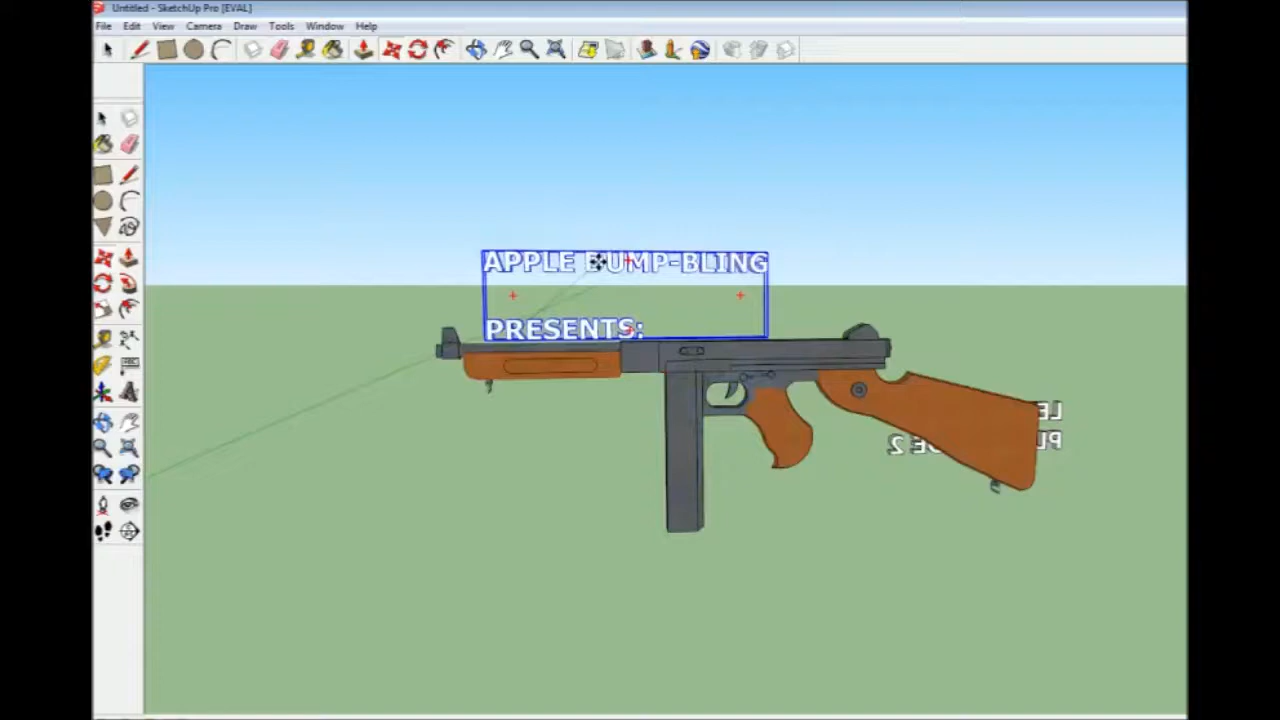 Untitled - SketchUp Pro [EVAL]
File Edit View Camera Draw Tools Window Help
APPLE BUMP-BLING
PRESENTS: